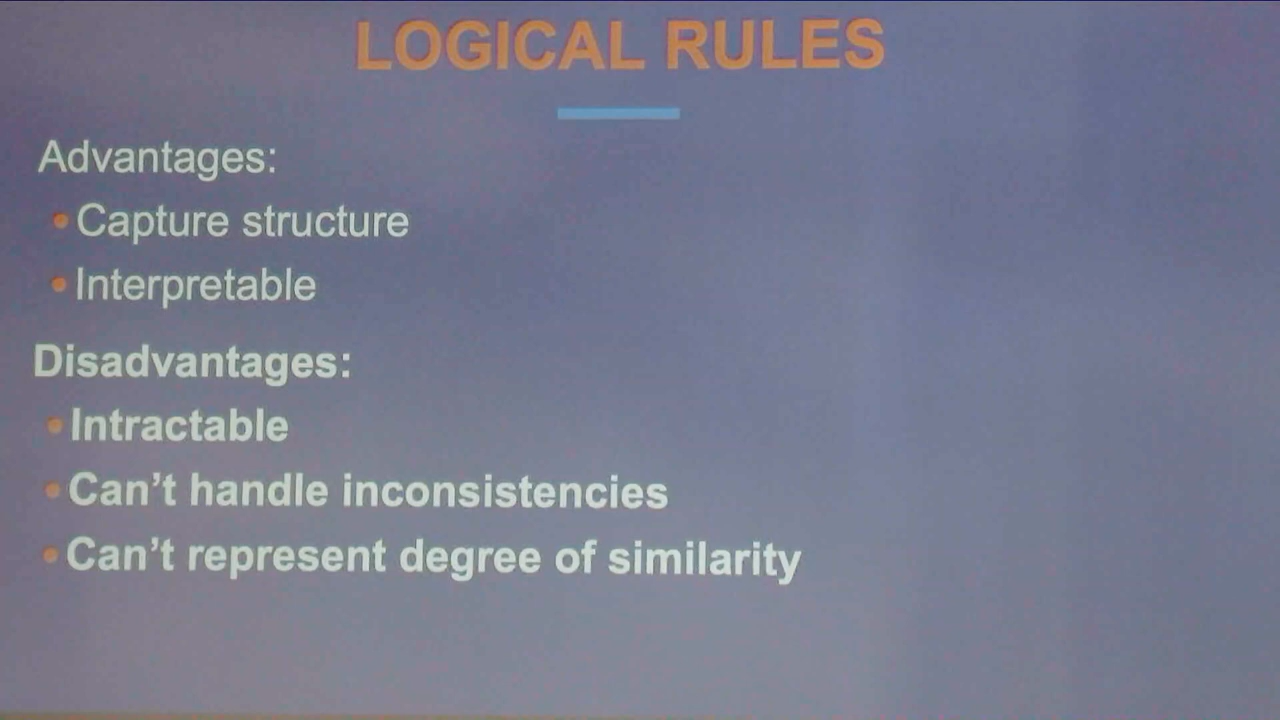 LOGICAL RULES
Advantages:
• Capture structure
• Interpretable
Disadvantages:
• Intractable
• Can’t handle inconsistencies
• Can’t represent degree of similarity